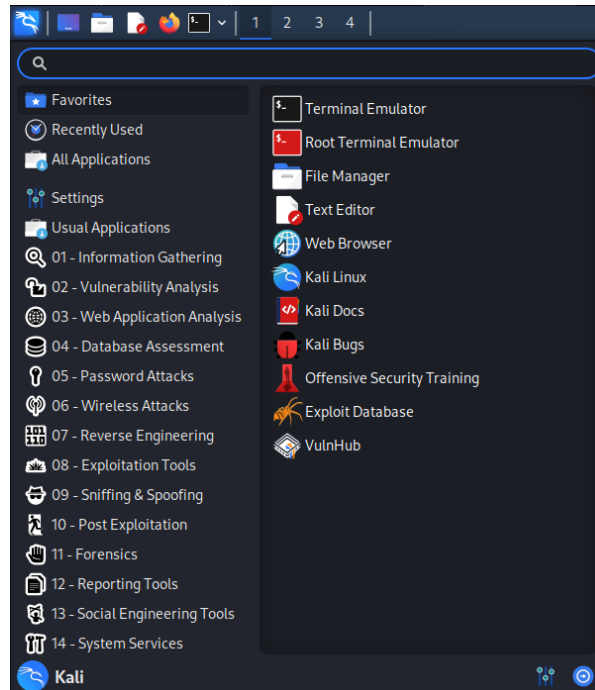 1 2 3 4
Favorites
Recently Used
All Applications
Settings
Usual Applications
01 - Information Gathering
02 - Vulnerability Analysis
03 - Web Application Analysis
04 - Database Assessment
05 - Password Attacks
06 - Wireless Attacks
07 - Reverse Engineering
08 - Exploitation Tools
09 - Sniffing & Spoofing
10 - Post Exploitation
11 - Forensics
12 - Reporting Tools
13 - Social Engineering Tools
14 - System Services
Terminal Emulator
Root Terminal Emulator
File Manager
Text Editor
Web Browser
Kali Linux
Kali Docs
Kali Bugs
Offensive Security Training
Exploit Database
VulnHub
Kali